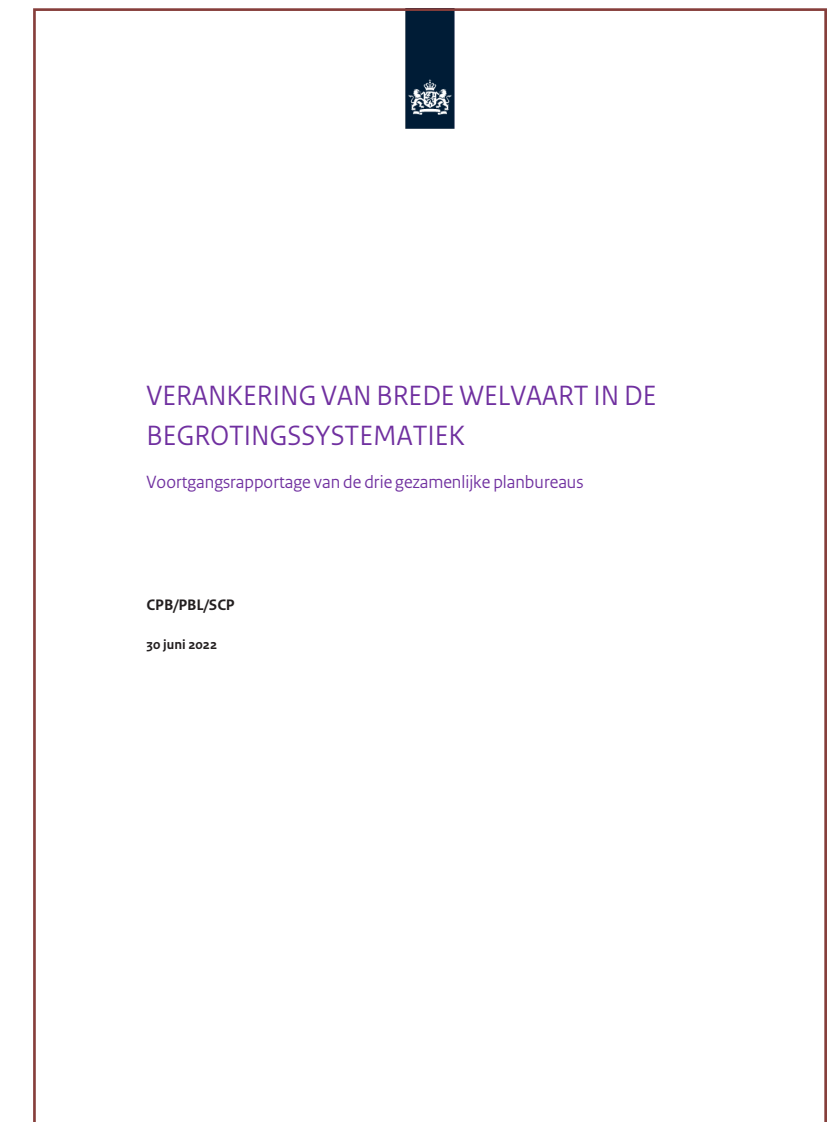 VERANKERING VAN BREDE WELVAART IN DE
BEGROTINGSSYSTEMATIEK
Voortgangsrapportage van de drie gezamenlijke planbureaus
CPB/PBL/SCP
30 juni 2022